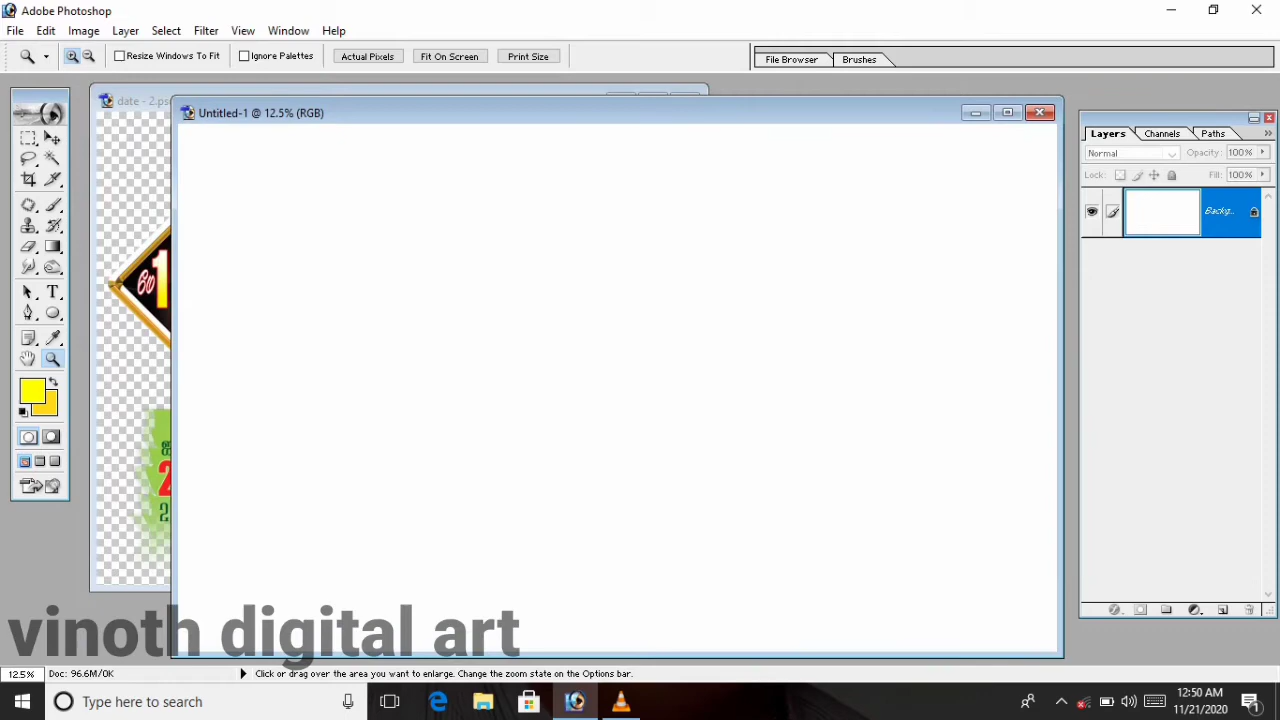 Adobe Photoshop
File Edit Image Layer Select Filter View Window Help
Resize Windows To Fit Ignore Palettes Actual Pixels Fit On Screen Print Size File Browser Brushes
date - 2.ps
Untitled-1 @ 12.5% (RGB)
Layers Channels Paths
Normal Opacity: 100%
Lock: Fill: 100%
Backg..
vinoth digital art
12.5% Doc: 96.6M/0K Click or drag over the area you want to enlarge. Change the zoom state on the Options bar.
Type here to search
12:50 AM
11/21/2020
1